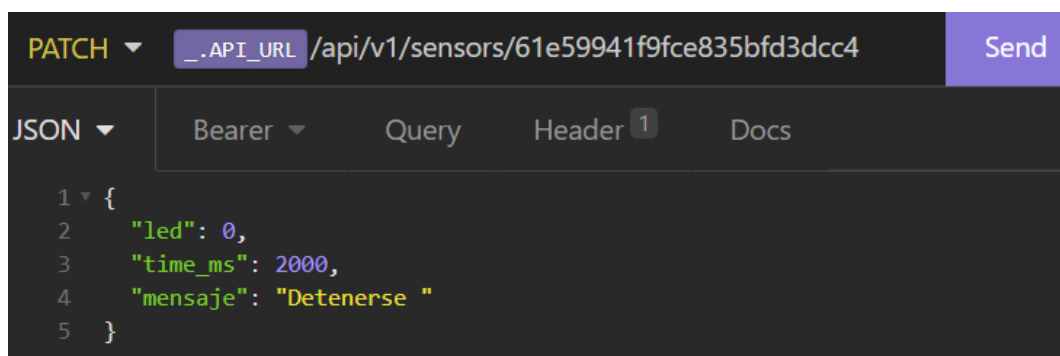 PATCH _.API_URL /api/v1/sensors/61e59941f9fce835bfd3dcc4 Send
JSON Bearer Query Header 1 Docs
1 {
2 "led": 0,
3 "time_ms": 2000,
4 "mensaje": "Detenerse "
5 }